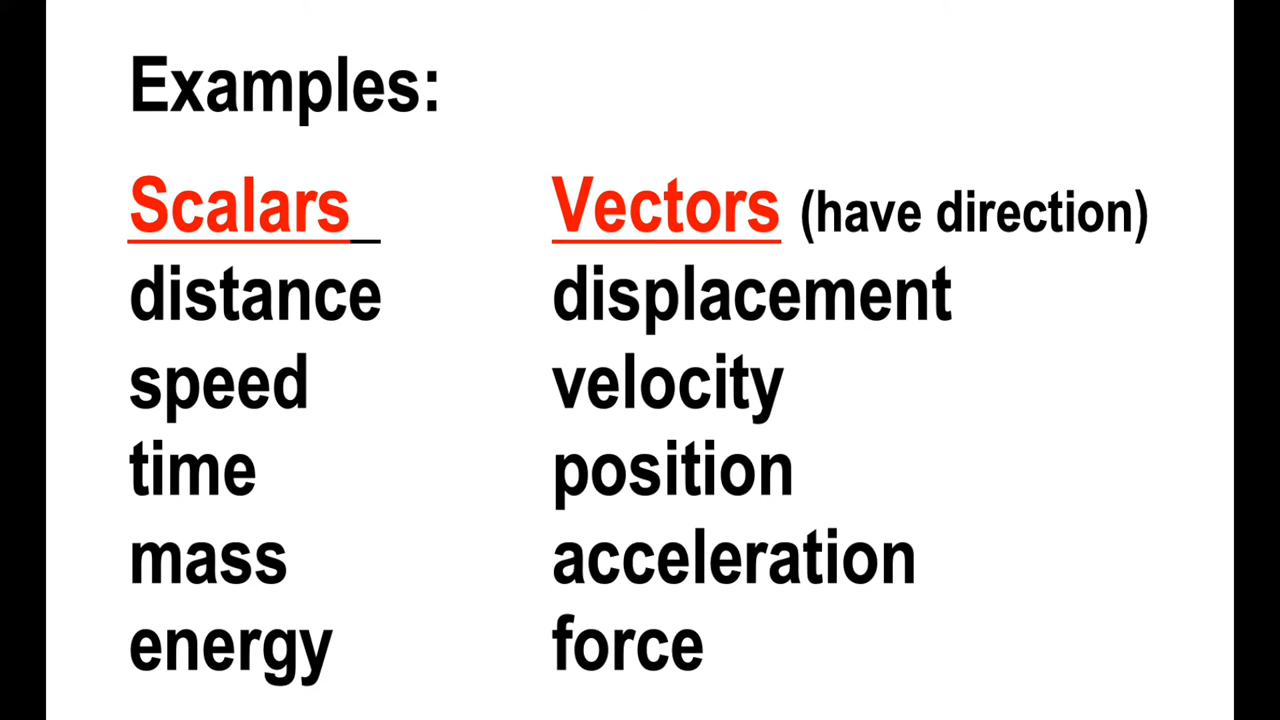 Examples:
Scalars Vectors (have direction)
distance displacement
speed velocity
time position
mass acceleration
energy force